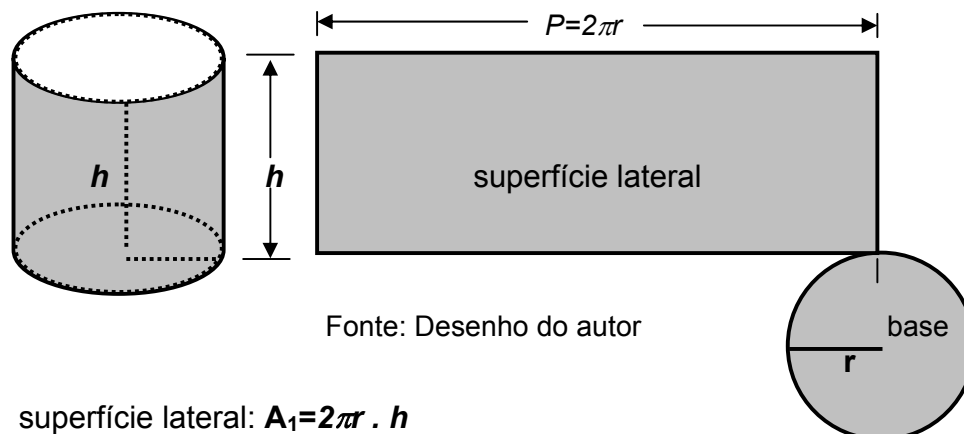 P=2πr
h
h
superfície lateral
Fonte: Desenho do autor
base
r
superfície lateral: A₁=2πr . h